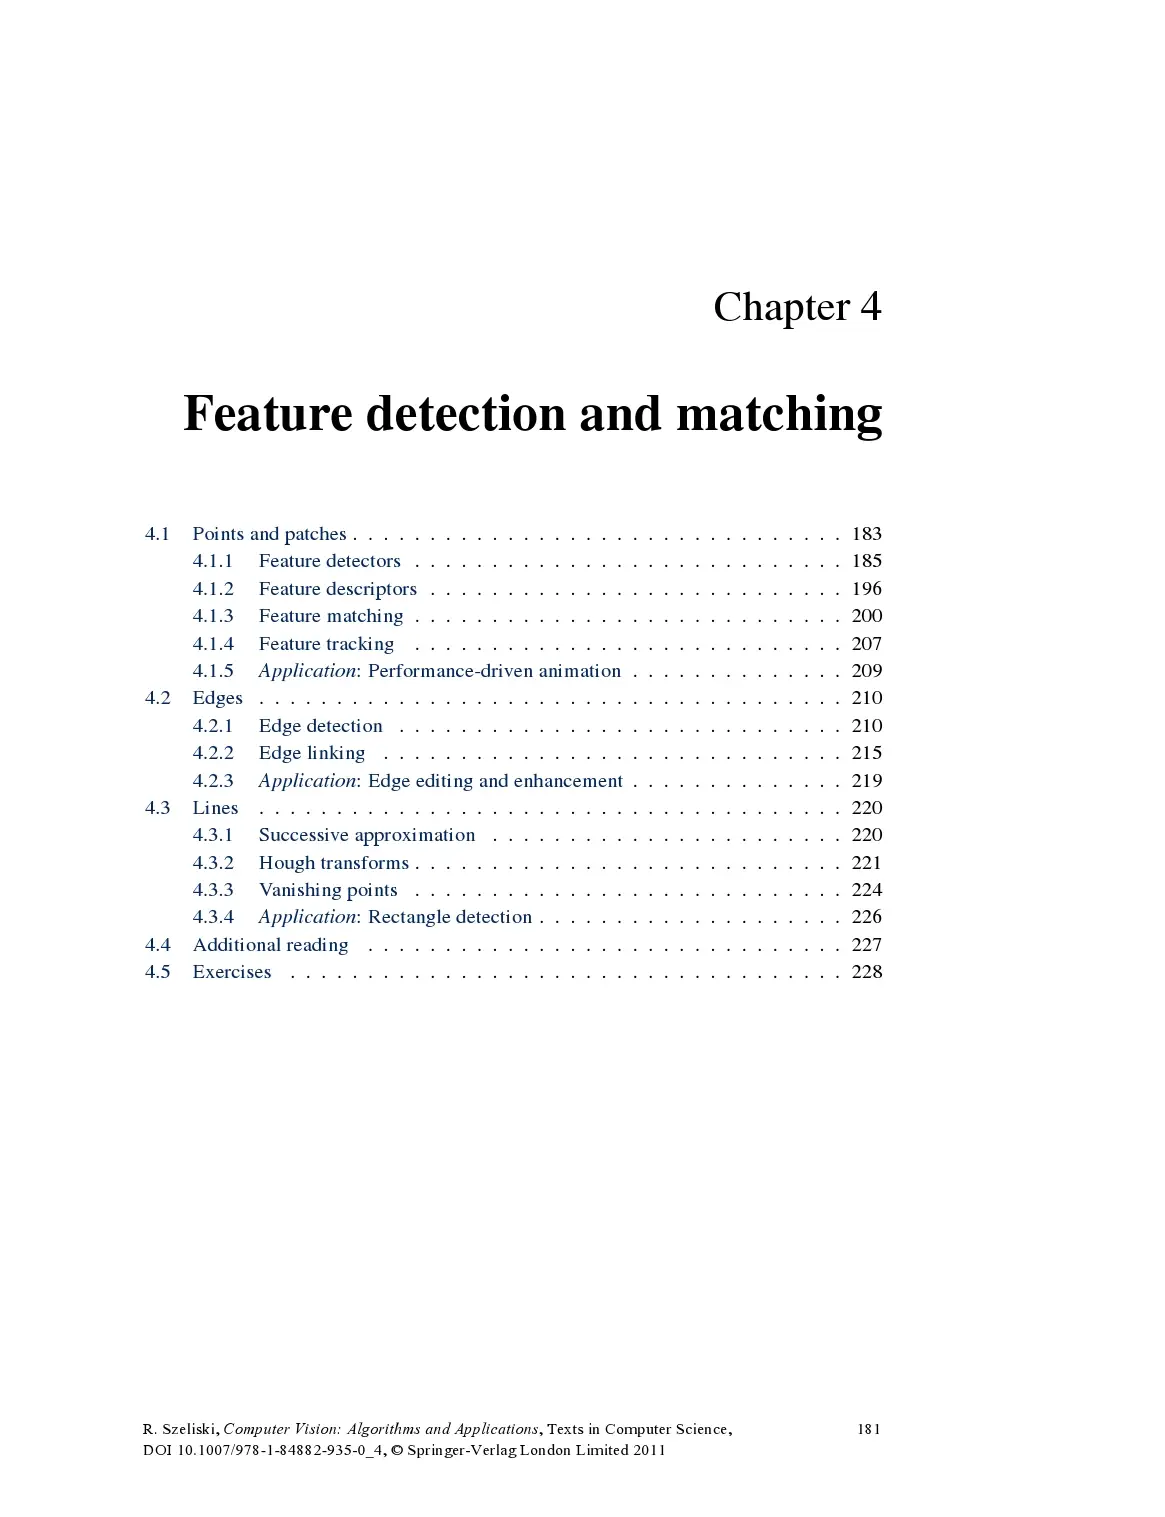 Chapter 4
Feature detection and matching
4.1 Points and patches . . . . . . . . . . . . . . . . . . . . . . . . . . . . . . . . 183
4.1.1 Feature detectors . . . . . . . . . . . . . . . . . . . . . . . . . . . . 185
4.1.2 Feature descriptors . . . . . . . . . . . . . . . . . . . . . . . . . . . 196
4.1.3 Feature matching . . . . . . . . . . . . . . . . . . . . . . . . . . . . 200
4.1.4 Feature tracking . . . . . . . . . . . . . . . . . . . . . . . . . . . . 207
4.1.5 Application: Performance-driven animation . . . . . . . . . . . . . . 209
4.2 Edges . . . . . . . . . . . . . . . . . . . . . . . . . . . . . . . . . . . . . . 210
4.2.1 Edge detection . . . . . . . . . . . . . . . . . . . . . . . . . . . . . 210
4.2.2 Edge linking . . . . . . . . . . . . . . . . . . . . . . . . . . . . . . 215
4.2.3 Application: Edge editing and enhancement . . . . . . . . . . . . . . 219
4.3 Lines . . . . . . . . . . . . . . . . . . . . . . . . . . . . . . . . . . . . . . 220
4.3.1 Successive approximation . . . . . . . . . . . . . . . . . . . . . . . 220
4.3.2 Hough transforms . . . . . . . . . . . . . . . . . . . . . . . . . . . . 221
4.3.3 Vanishing points . . . . . . . . . . . . . . . . . . . . . . . . . . . . 224
4.3.4 Application: Rectangle detection . . . . . . . . . . . . . . . . . . . . 226
4.4 Additional reading . . . . . . . . . . . . . . . . . . . . . . . . . . . . . . . 227
4.5 Exercises . . . . . . . . . . . . . . . . . . . . . . . . . . . . . . . . . . . . 228
R. Szeliski, Computer Vision: Algorithms and Applications, Texts in Computer Science, 181
DOI 10.1007/978-1-84882-935-0_4, © Springer-Verlag London Limited 2011